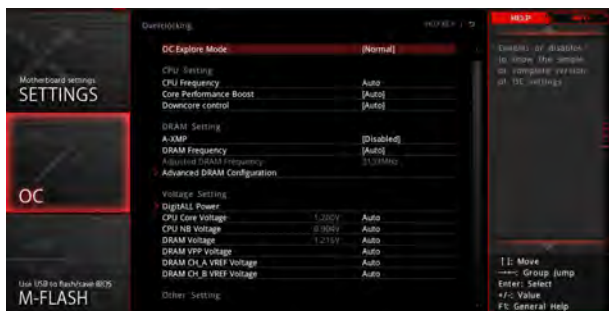 Overclocking
HELP
OC Explore Mode [Normal]
Enables or disables
to show the simple
or complete version
of OC settings
Motherboard settings
SETTINGS
CPU Setting
CPU Frequency Auto
Core Performance Boost [Auto]
Downcore control [Auto]
DRAM Setting
A-XMP [Disabled]
DRAM Frequency [Auto]
Adjusted DRAM Frequency
Advanced DRAM Configuration
OC
Voltage Setting
DigitALL Power
CPU Core Voltage 1.200V Auto
CPU NB Voltage 0.904V Auto
DRAM Voltage Auto
DRAM VPP Voltage Auto
DRAM CH_A VREF Voltage Auto
DRAM CH_B VREF Voltage Auto
Other Setting
Use USB to flash/save BIOS
M-FLASH
↑↓: Move
→←: Group Jump
Enter: Select
+/-: Value
F1: General Help